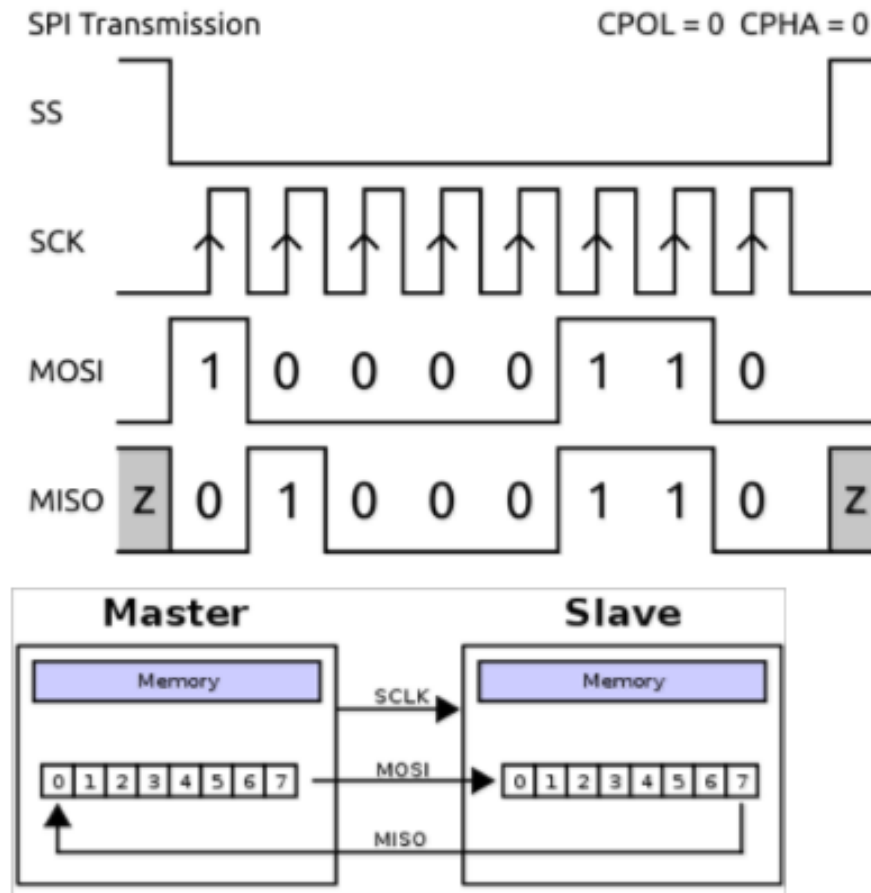 SPI Transmission CPOL = 0 CPHA = 0
SS
SCK
MOSI 1 0 0 0 0 1 1 0
MISO Z 0 1 0 0 0 1 1 0 Z
Master Slave
Memory Memory
SCLK
MOSI
0 1 2 3 4 5 6 7 0 1 2 3 4 5 6 7
MISO